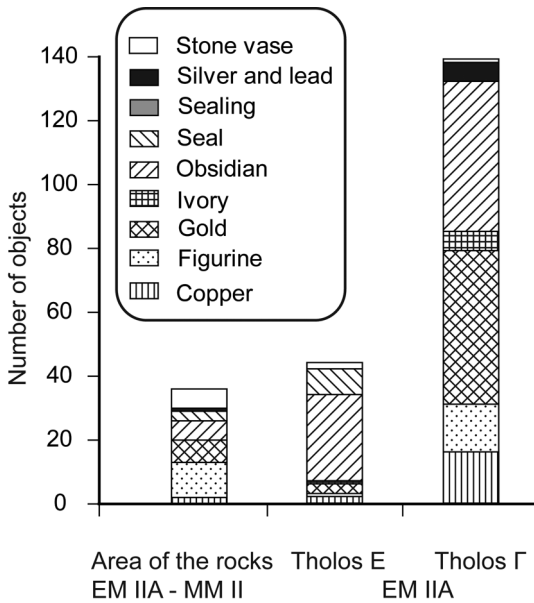 Stone vase
Silver and lead
Sealing
Seal
Obsidian
Ivory
Gold
Figurine
Copper
Number of objects
140
120
100
80
60
40
20
0
Area of the rocks Tholos E Tholos Γ
EM IIA - MM II EM IIA